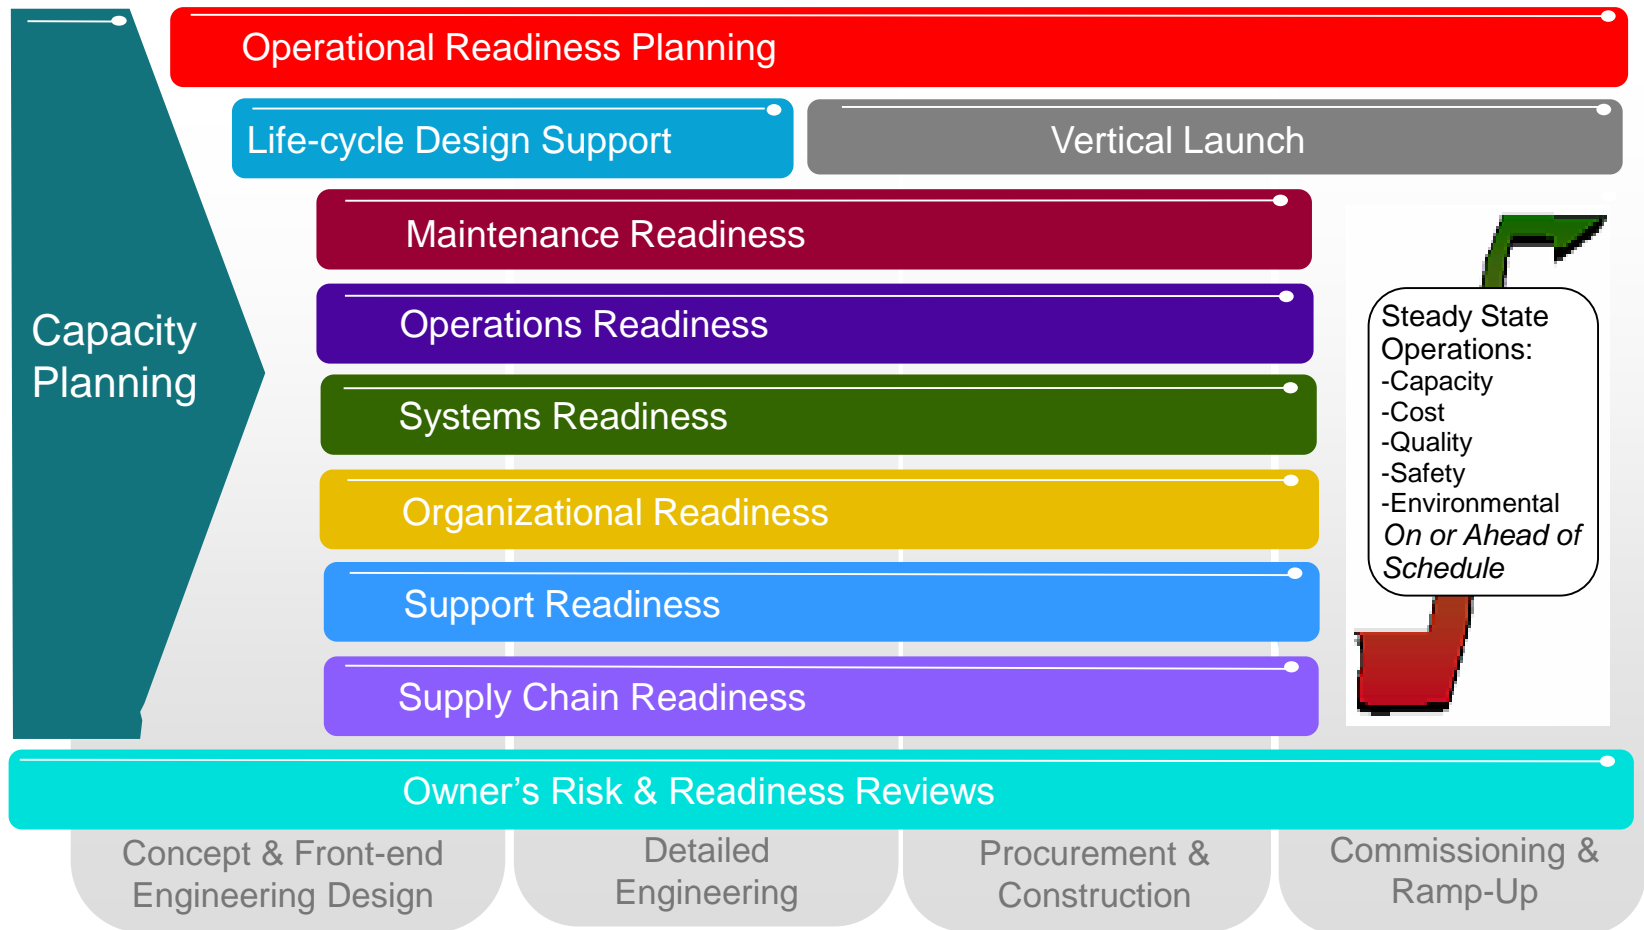 Operational Readiness Planning
Life-cycle Design Support
Vertical Launch
Maintenance Readiness
Operations Readiness
Capacity
Planning
Systems Readiness
Organizational Readiness
Support Readiness
Supply Chain Readiness
Steady State
Operations:
-Capacity
-Cost
-Quality
-Safety
-Environmental
On or Ahead of
Schedule
Owner’s Risk & Readiness Reviews
Concept & Front-end
Engineering Design
Detailed
Engineering
Procurement &
Construction
Commissioning &
Ramp-Up